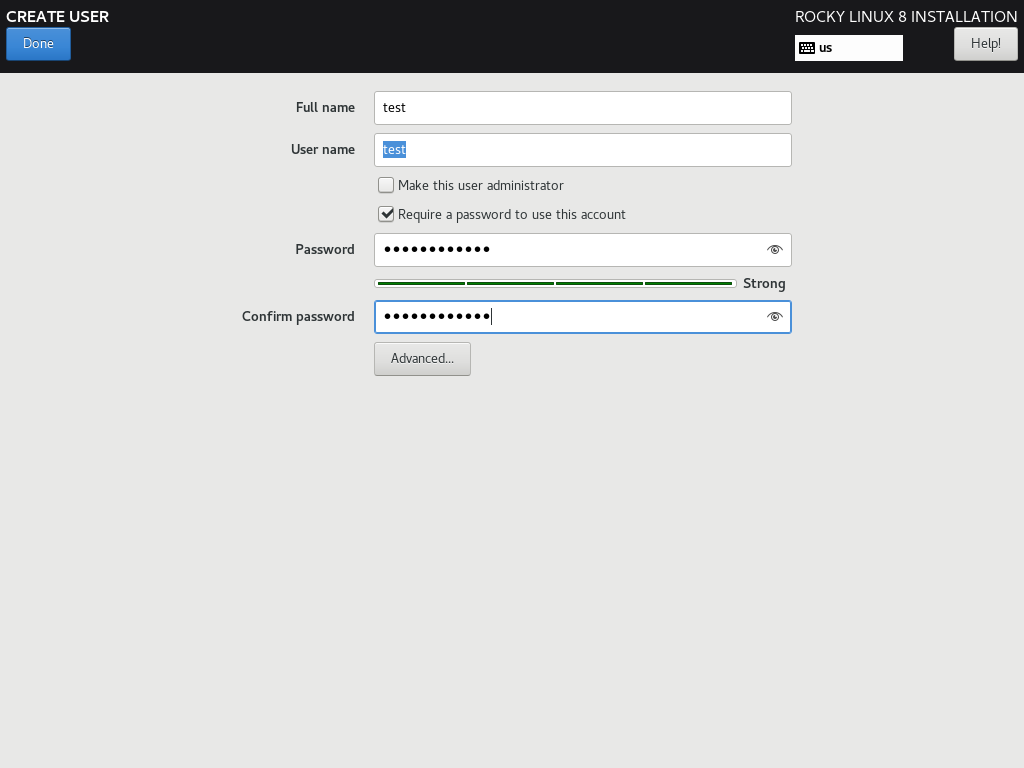 CREATE USER
ROCKY LINUX 8 INSTALLATION
Done
us
Help!
Full name
test
User name
test
Make this user administrator
Require a password to use this account
Password
●●●●●●●●●●●●
Strong
Confirm password
●●●●●●●●●●●●
Advanced...